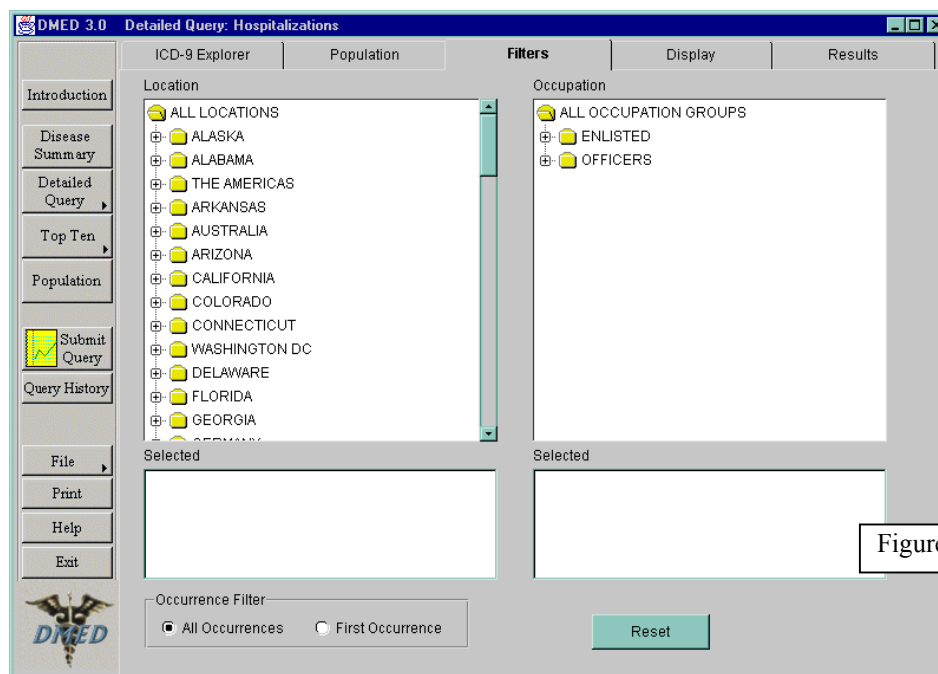 DMED 3.0 Detailed Query: Hospitalizations
ICD-9 Explorer Population Filters Display Results
Introduction
Disease
Summary
Detailed
Query
Top Ten
Population
Submit
Query
Query History
File
Print
Help
Exit
DMED
Location
ALL LOCATIONS
ALASKA
ALABAMA
THE AMERICAS
ARKANSAS
AUSTRALIA
ARIZONA
CALIFORNIA
COLORADO
CONNECTICUT
WASHINGTON DC
DELAWARE
FLORIDA
GEORGIA
Selected
Occupation
ALL OCCUPATION GROUPS
ENLISTED
OFFICERS
Selected
Figure
Occurrence Filter
All Occurrences First Occurrence
Reset